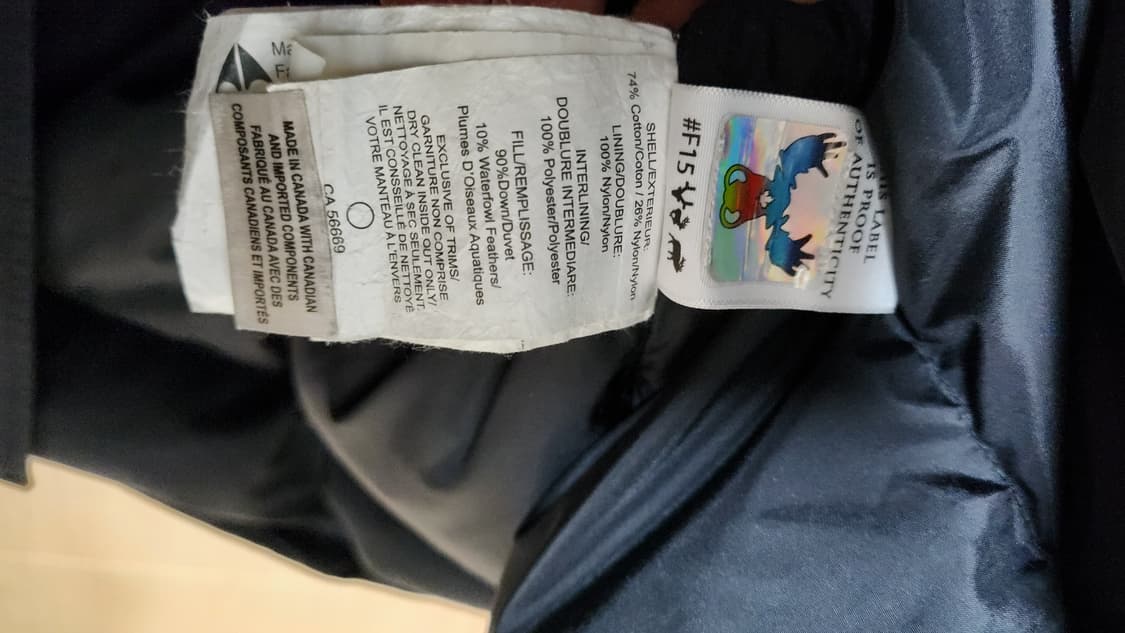 THIS LABEL
IS PROOF
OF AUTHENTICITY
#F15
74% Cotton/Coton / 26% Nylon/Nylon
SHELL/EXTERIEUR:
LINING/DOUBLURE:
100% Nylon/Nylon
INTERLINING/
DOUBLURE INTERMEDIARE:
100% Polyester/Polyester
FILL/REMPLISSAGE:
90%Down/Duvet
10% Waterfowl Feathers/
Plumes D'Oiseaux Aquatiques
EXCLUSIVE OF TRIMS/
GARNITURE NON COMPRISE
DRY CLEAN INSIDE OUT ONLY/
NETTOYAGE À SEC SEULEMENT.
IL EST CONSSEILLÉ DE NETTOYÉ
VOTRE MANTEAU À L'ENVERS
CA 56669
MADE IN CANADA WITH CANADIAN
AND IMPORTED COMPONENTS
FABRIQUÉ AU CANADA AVEC DES
COMPOSANTS CANADIENS ET IMPORTÉS